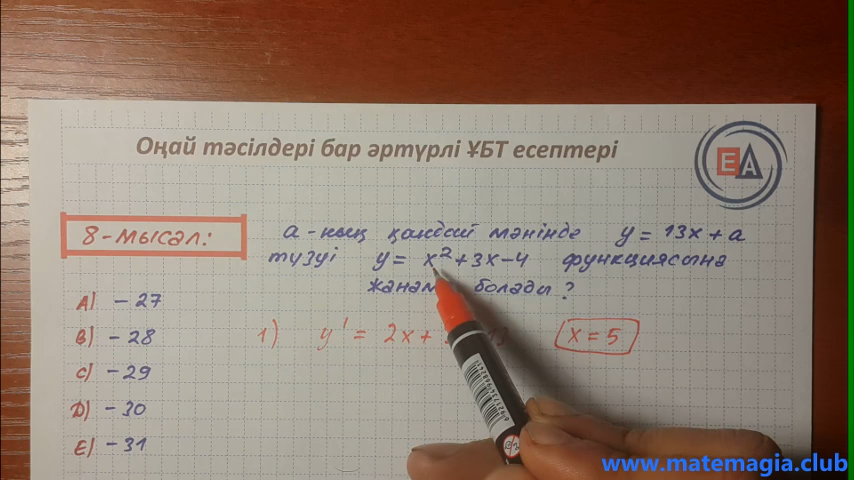 Оңай тәсілдері бар әртүрлі ҰБТ есептері
EA
8-мысал:
a-ның қандай мәнінде y = 13x + a
түзуі y = x² + 3x - 4 функциясына
болады?
A) - 27
B) - 28
C) - 29
D) - 30
E) - 31
1) y' = 2x +
x = 5
www.matemagia.club